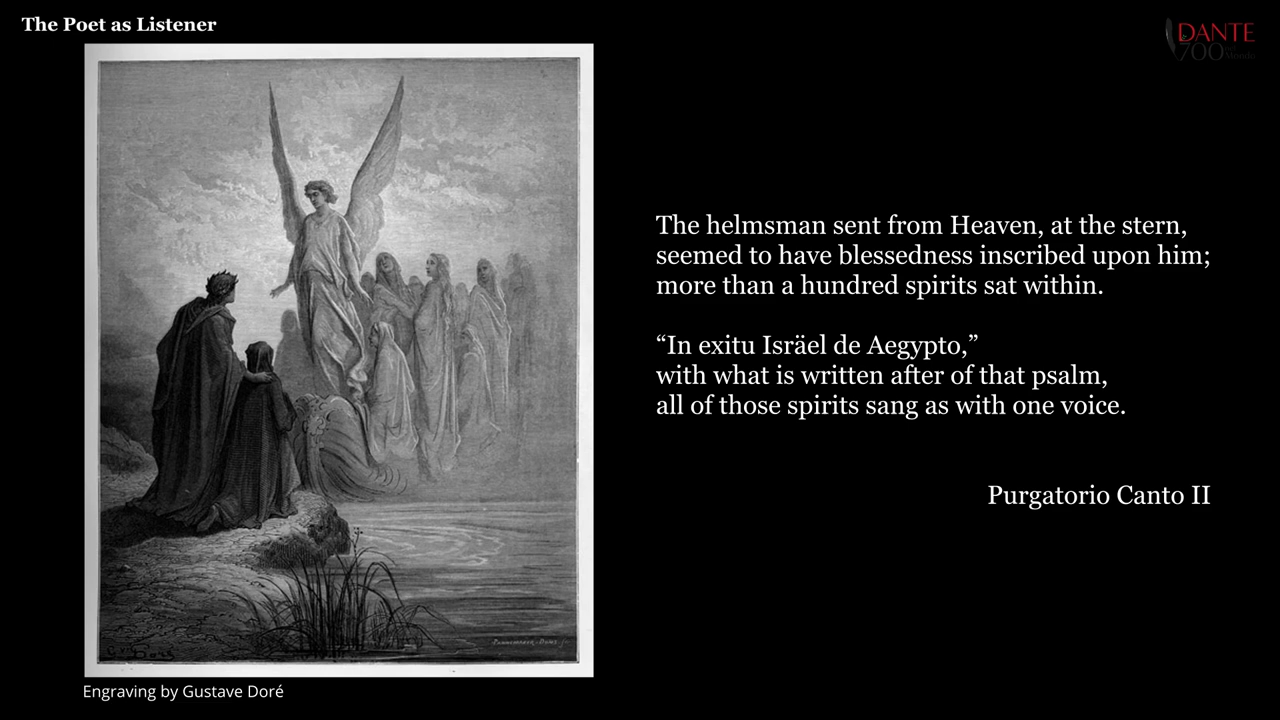 The Poet as Listener
DANTE
700
The helmsman sent from Heaven, at the stern,
seemed to have blessedness inscribed upon him;
more than a hundred spirits sat within.
“In exitu Isräel de Aegypto,”
with what is written after of that psalm,
all of those spirits sang as with one voice.
Purgatorio Canto II
Engraving by Gustave Doré